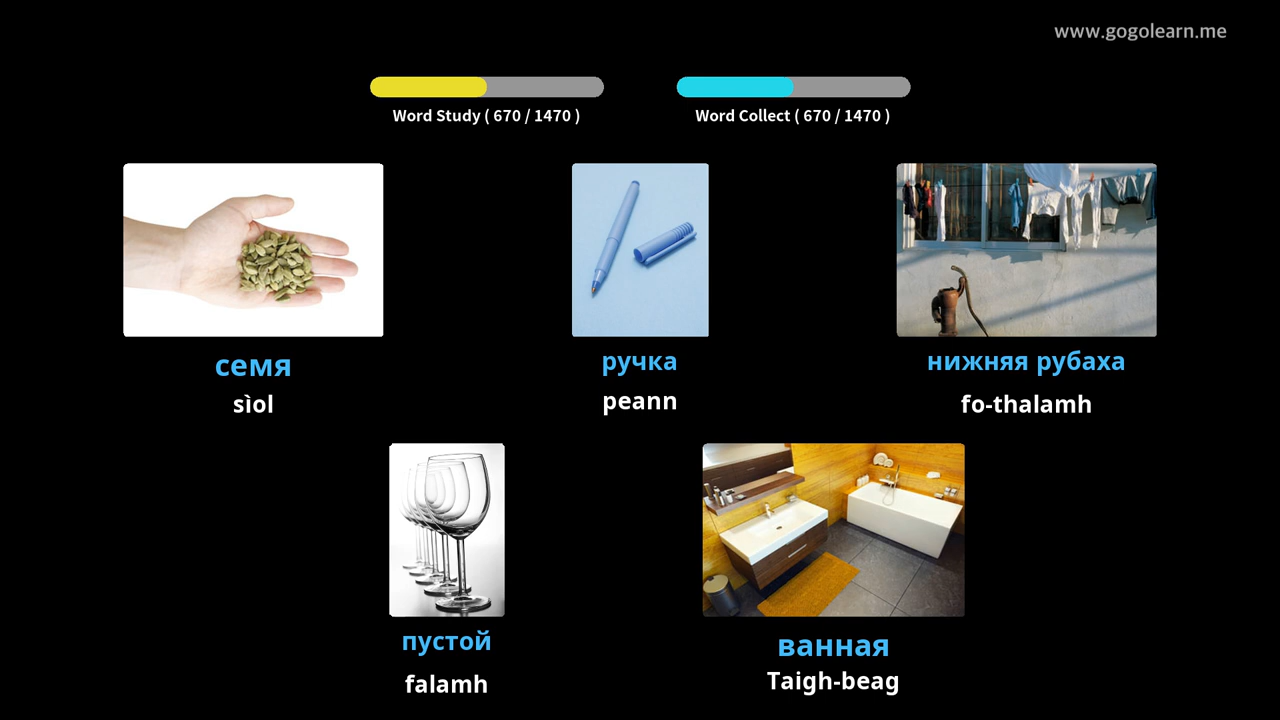 www.gogolearn.me
Word Study ( 670 / 1470 )
Word Collect ( 670 / 1470 )
семя
sìol
ручка
peann
нижняя рубаха
fo-thalamh
пустой
falamh
ванная
Taigh-beag